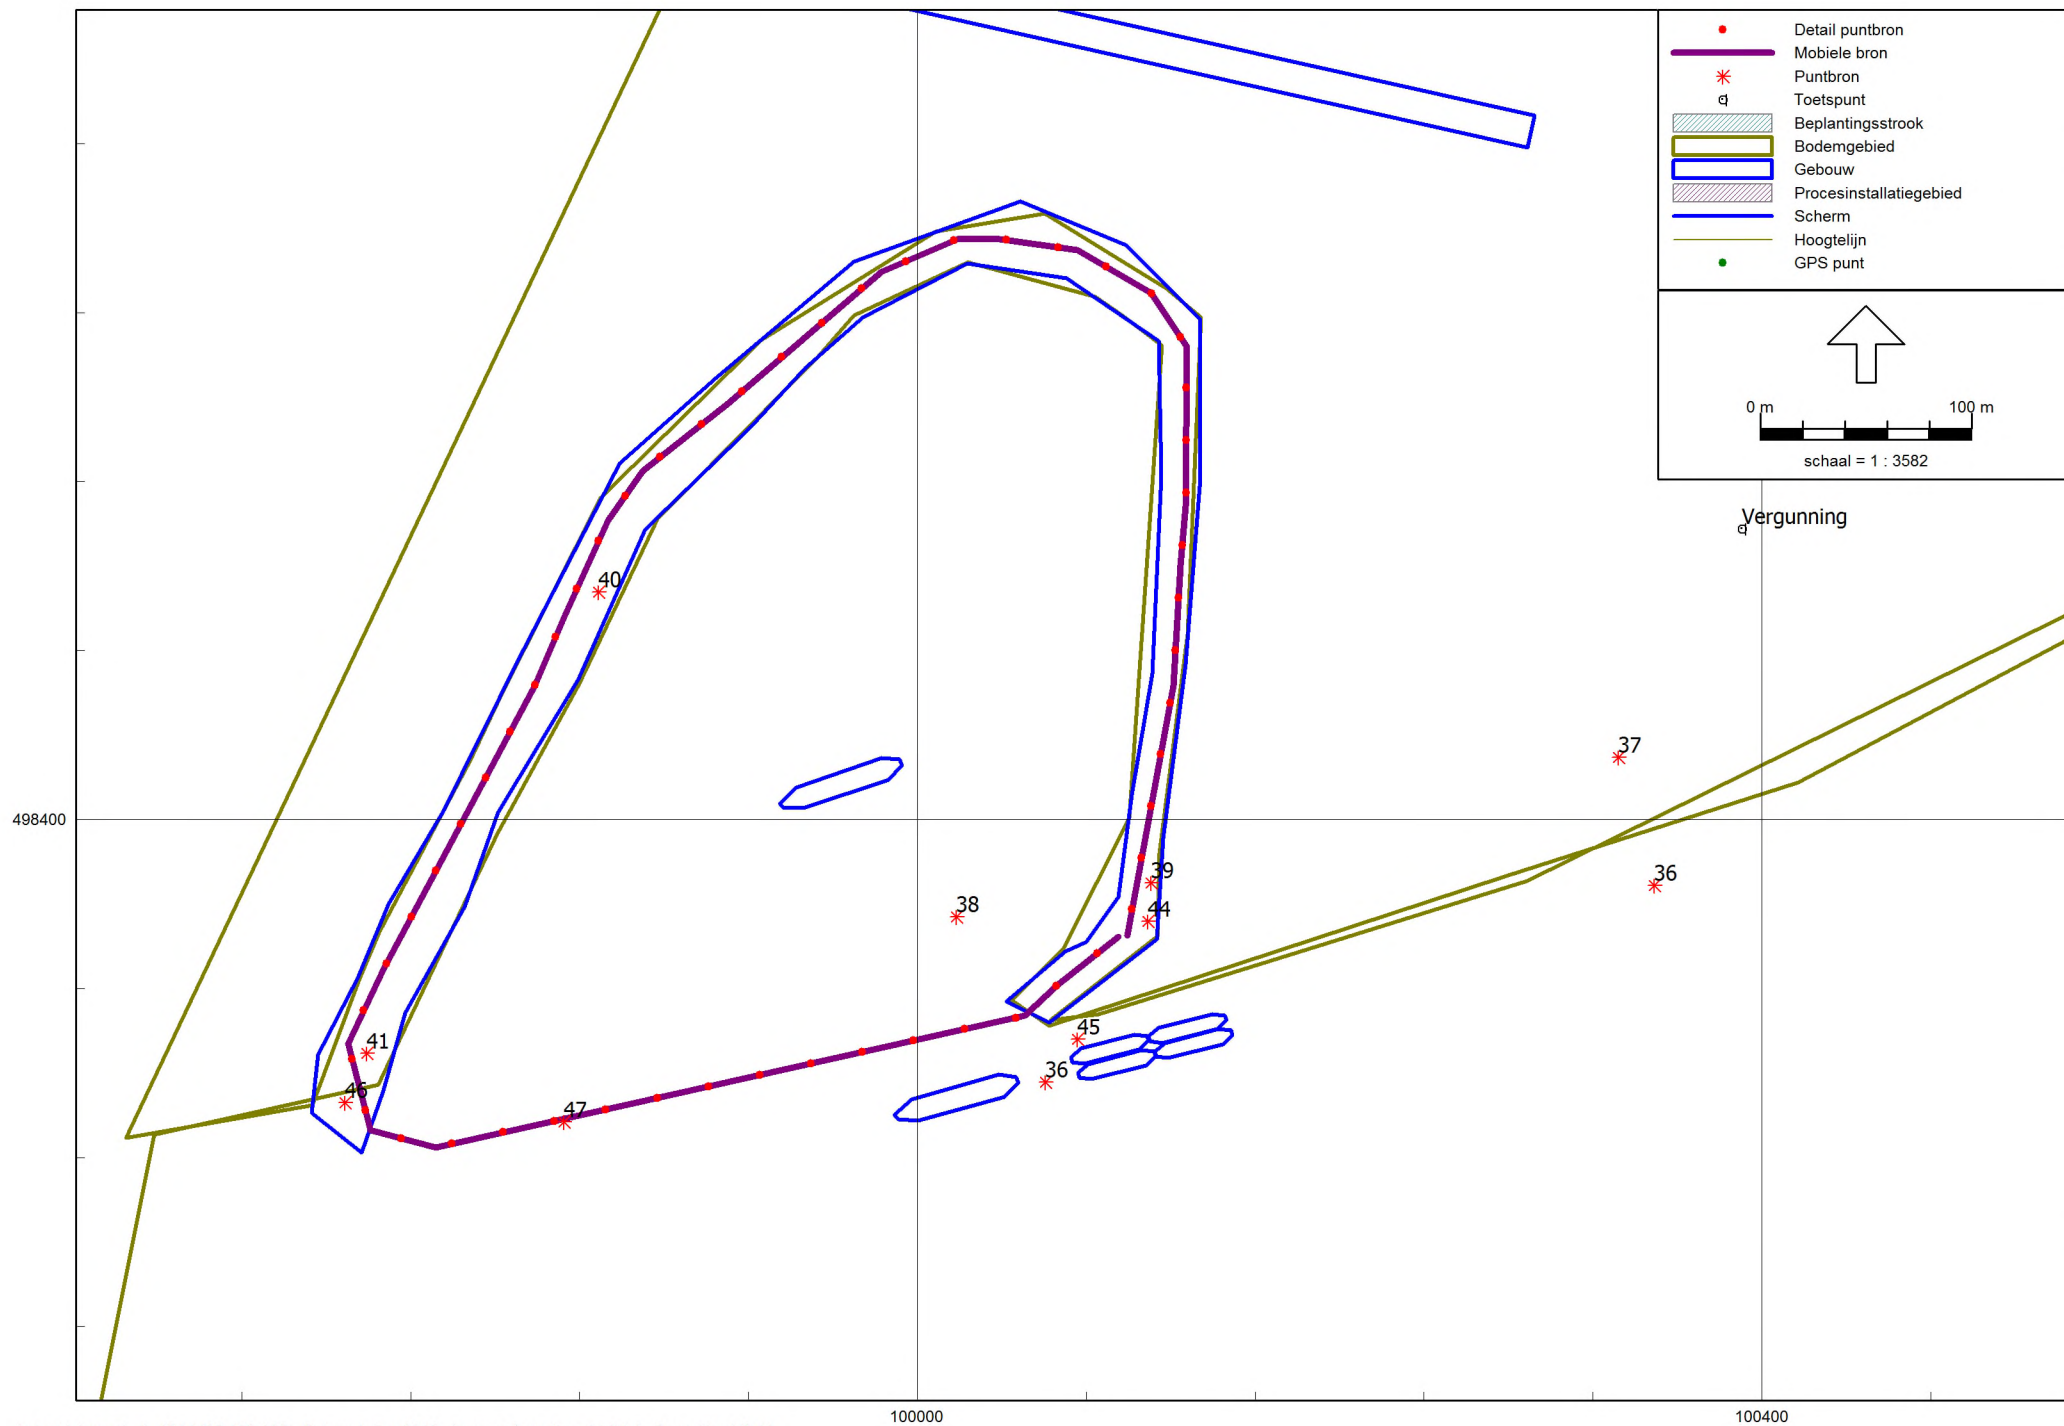 Detail puntbron
Mobiele bron
Puntbron
Toetspunt
Beplantingsstrook
Bodemgebied
Gebouw
Procesinstallatiegebied
Scherm
Hoogtelijn
GPS punt
0 m 100 m
schaal = 1 : 3582
Vergunning
40
37
498400
39
36
38
44
45
41
36
46
47
100000 100400